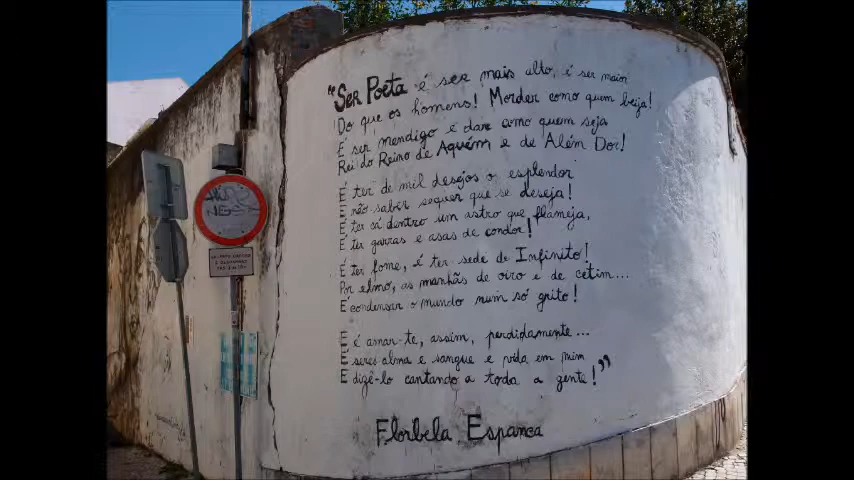 "Ser Poeta é ser mais alto, é ser maior
Do que os homens! Morder como quem beija!
É ser mendigo e dar como quem seja
Rei do Reino de Aquém e de Além Dor!
É ter de mil desejos o esplendor
E não saber sequer que se deseja!
É ter cá dentro um astro que flameja,
É ter garras e asas de condor!
É ter fome, é ter sede de Infinito!
Por elmo, as manhãs de oiro e de cetim...
É condensar o mundo num só grito!
E é amar-te, assim, perdidamente...
É seres alma e sangue e vida em mim
E dizê-lo cantando a toda a gente!"
Florbela Espanca